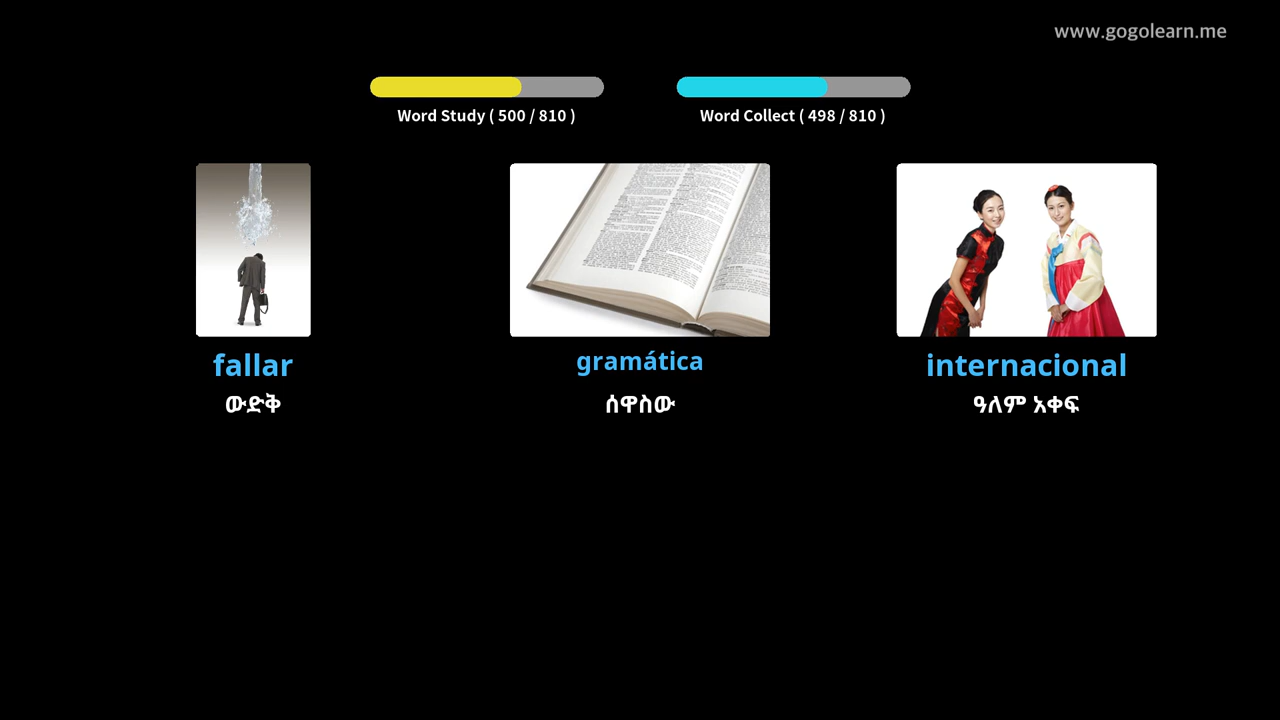 www.gogolearn.me
Word Study ( 500 / 810 )
Word Collect ( 498 / 810 )
fallar
ውድቅ
gramática
ሰዋስው
internacional
ዓለም አቀፍ